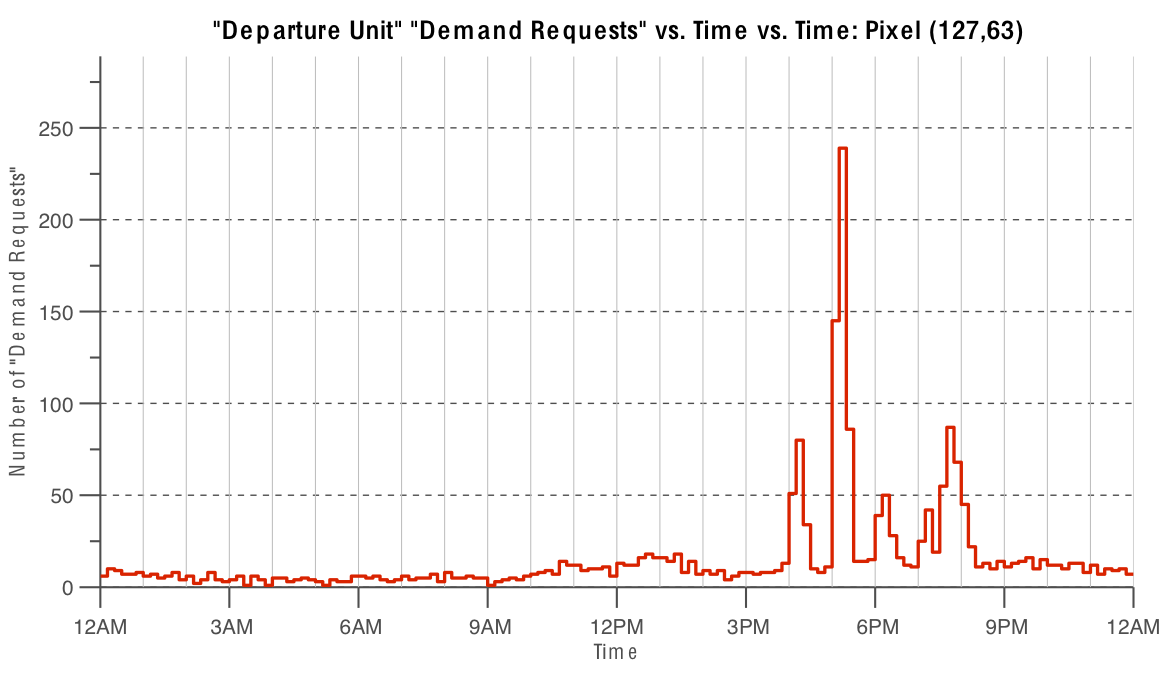 "Departure Unit" "Demand Requests" vs. Time vs. Time: Pixel (127,63)
Number of "Demand Requests"
250
200
150
100
50
0
12AM 3AM 6AM 9AM 12PM 3PM 6PM 9PM 12AM
Time